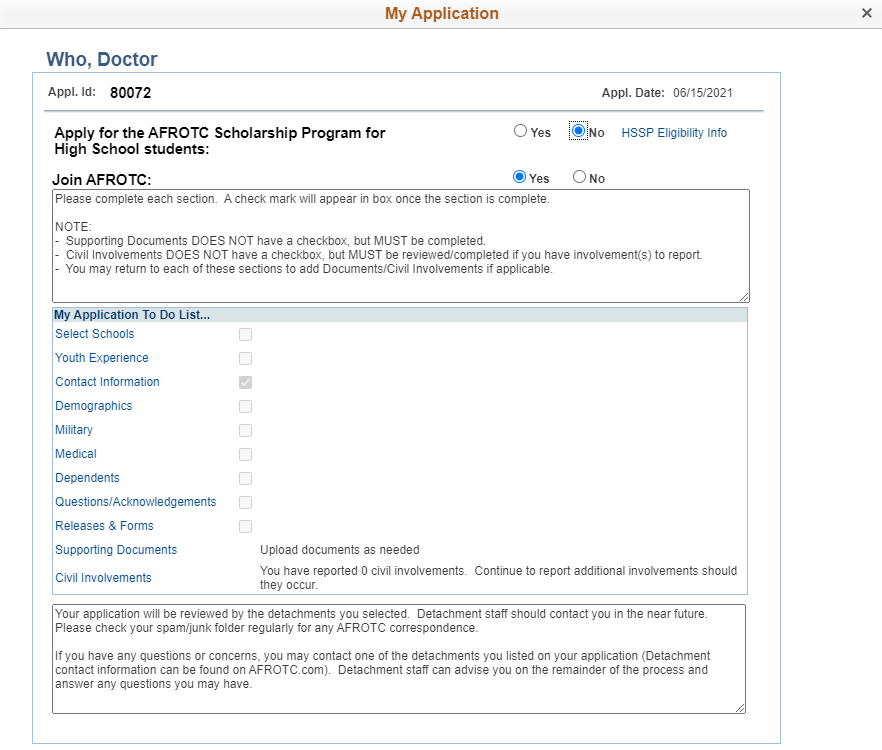 My Application
Who, Doctor
Appl. Id: 80072 Appl. Date: 06/15/2021
Apply for the AFROTC Scholarship Program for
High School students:
Yes No HSSP Eligibility Info
Join AFROTC: Yes No
Please complete each section. A check mark will appear in box once the section is complete.
NOTE:
- Supporting Documents DOES NOT have a checkbox, but MUST be completed.
- Civil Involvements DOES NOT have a checkbox, but MUST be reviewed/completed if you have involvement(s) to report.
- You may return to each of these sections to add Documents/Civil Involvements if applicable.
My Application To Do List...
Select Schools
Youth Experience
Contact Information
Demographics
Military
Medical
Dependents
Questions/Acknowledgements
Releases & Forms
Supporting Documents Upload documents as needed
Civil Involvements You have reported 0 civil involvements. Continue to report additional involvements should
they occur.
Your application will be reviewed by the detachments you selected. Detachment staff should contact you in the near future.
Please check your spam/junk folder regularly for any AFROTC correspondence.
If you have any questions or concerns, you may contact one of the detachments you listed on your application (Detachment
contact information can be found on AFROTC.com). Detachment staff can advise you on the remainder of the process and
answer any questions you may have.